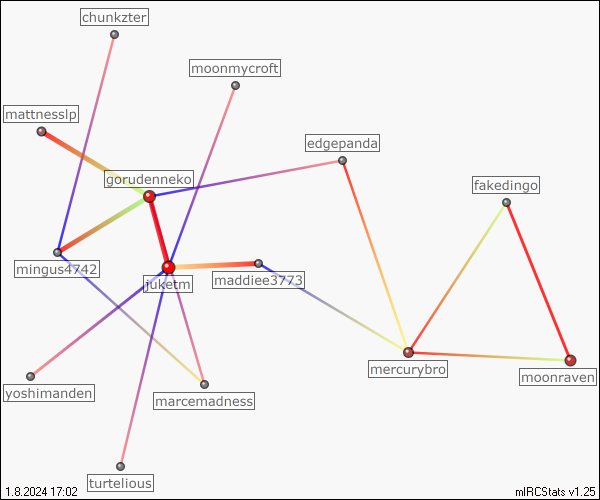 chunkzter
moonmycroft
mattnesslp
edgepanda
gorudenneko
fakedingo
mingus4742
juketm
maddiee3773
mercurybro
moonraven
yoshimanden
marcemadness
turtelious
1.8.2024 17:02
mIRCStats v1.25